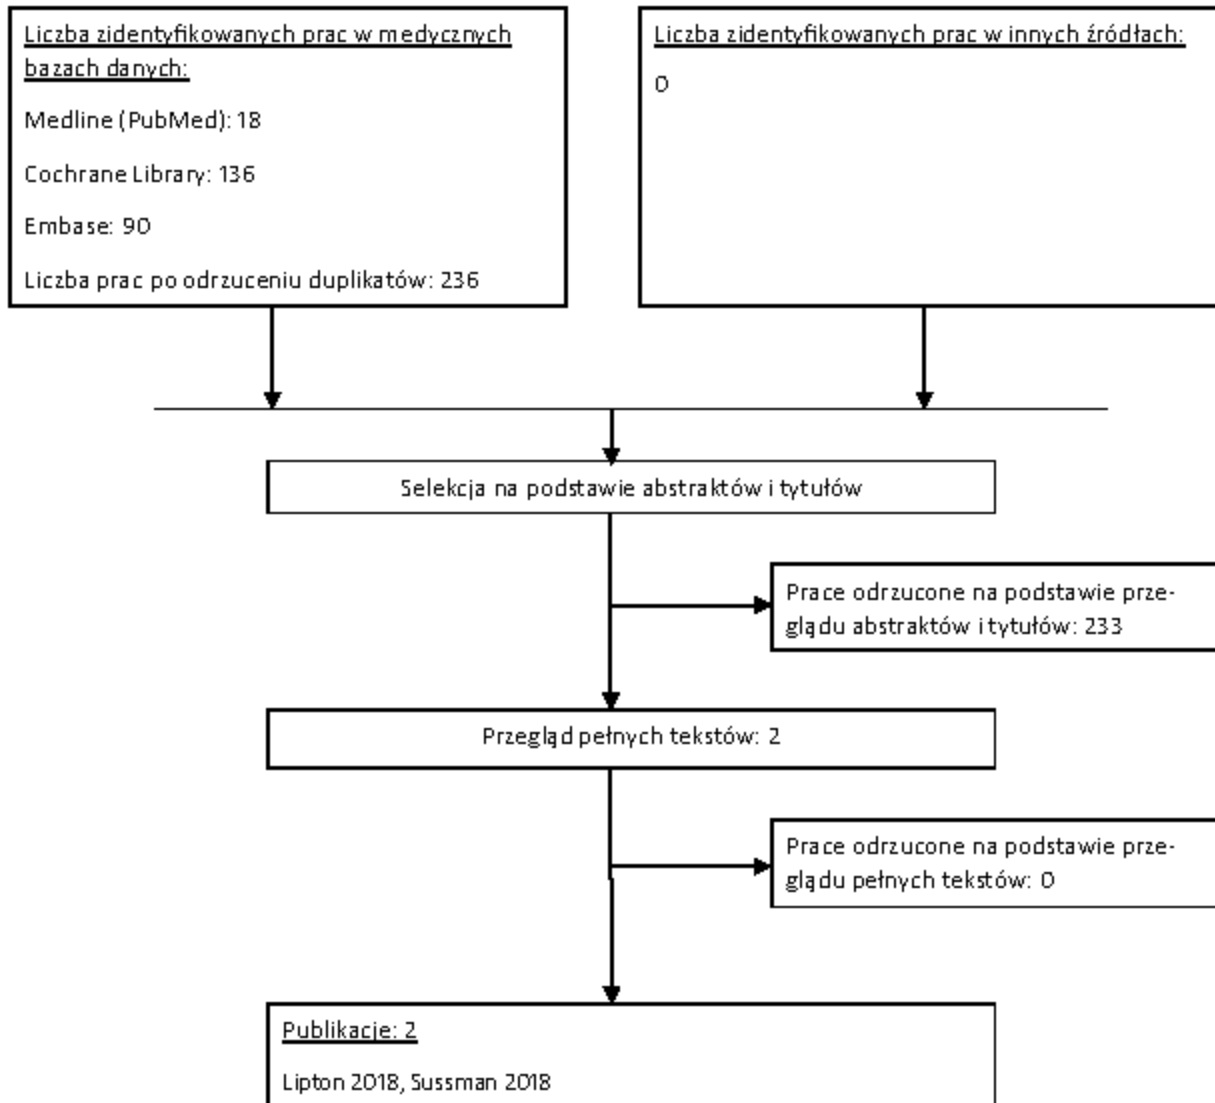 Liczba zidentyfikowanych prac w medycznych
bazach danych:
Medline (PubMed): 18
Cochrane Library: 136
Embase: 90
Liczba prac po odrzuceniu duplikatów: 236
Liczba zidentyfikowanych prac w innych źródłach:
0
Selekcja na podstawie abstraktów i tytułów
Prace odrzucone na podstawie prze-
glądu abstraktów i tytułów: 233
Przegląd pełnych tekstów: 2
Prace odrzucone na podstawie prze-
glądu pełnych tekstów: 0
Publikacje: 2
Lipton 2018, Sussman 2018